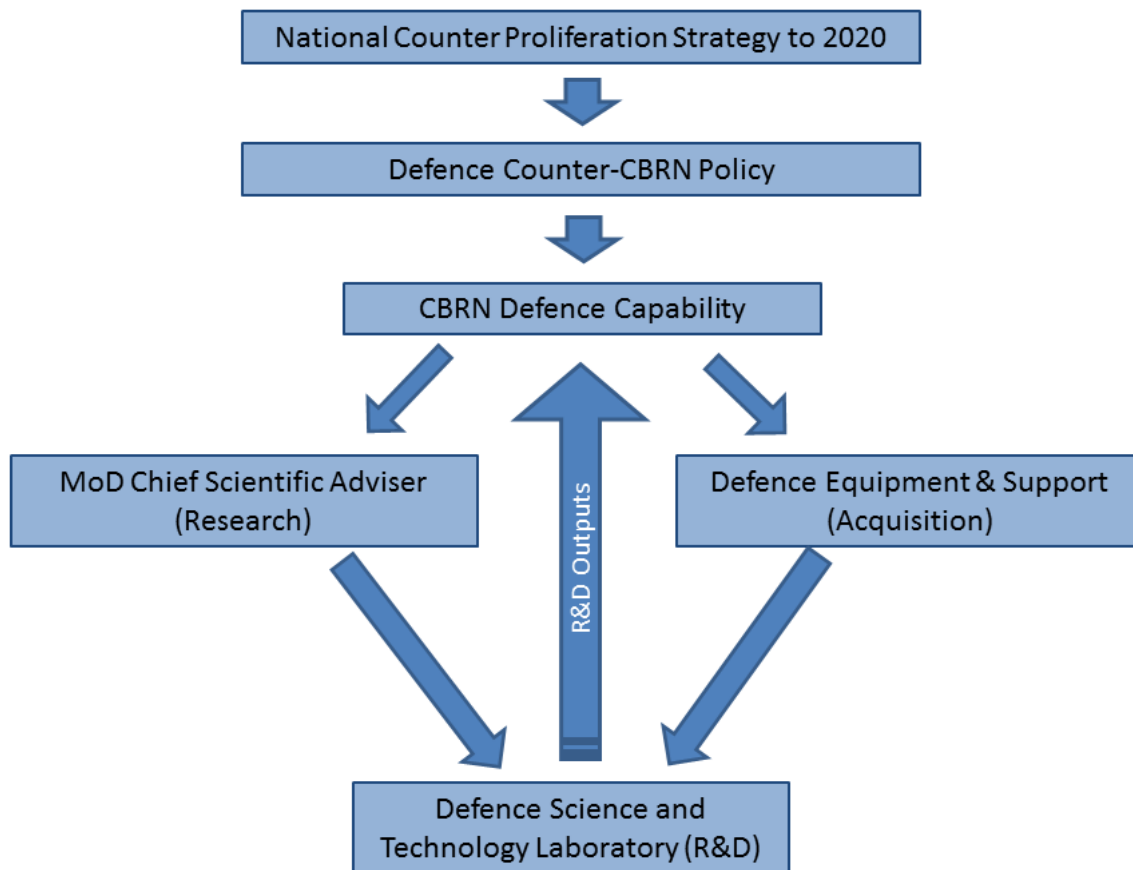 National Counter Proliferation Strategy to 2020
Defence Counter-CBRN Policy
CBRN Defence Capability
MoD Chief Scientific Adviser
(Research)
Defence Equipment & Support
(Acquisition)
R&D Outputs
Defence Science and
Technology Laboratory (R&D)